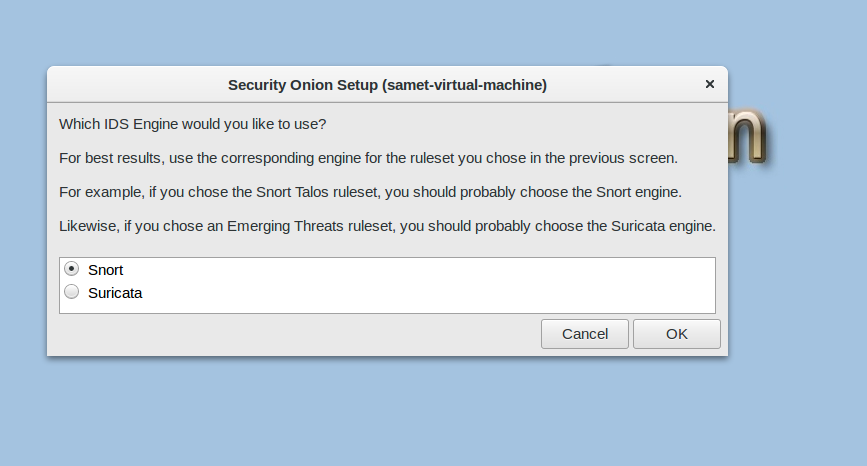 Security Onion Setup (samet-virtual-machine)
Which IDS Engine would you like to use?
For best results, use the corresponding engine for the ruleset you chose in the previous screen.
For example, if you chose the Snort Talos ruleset, you should probably choose the Snort engine.
Likewise, if you chose an Emerging Threats ruleset, you should probably choose the Suricata engine.
Snort
Suricata
Cancel
OK
n